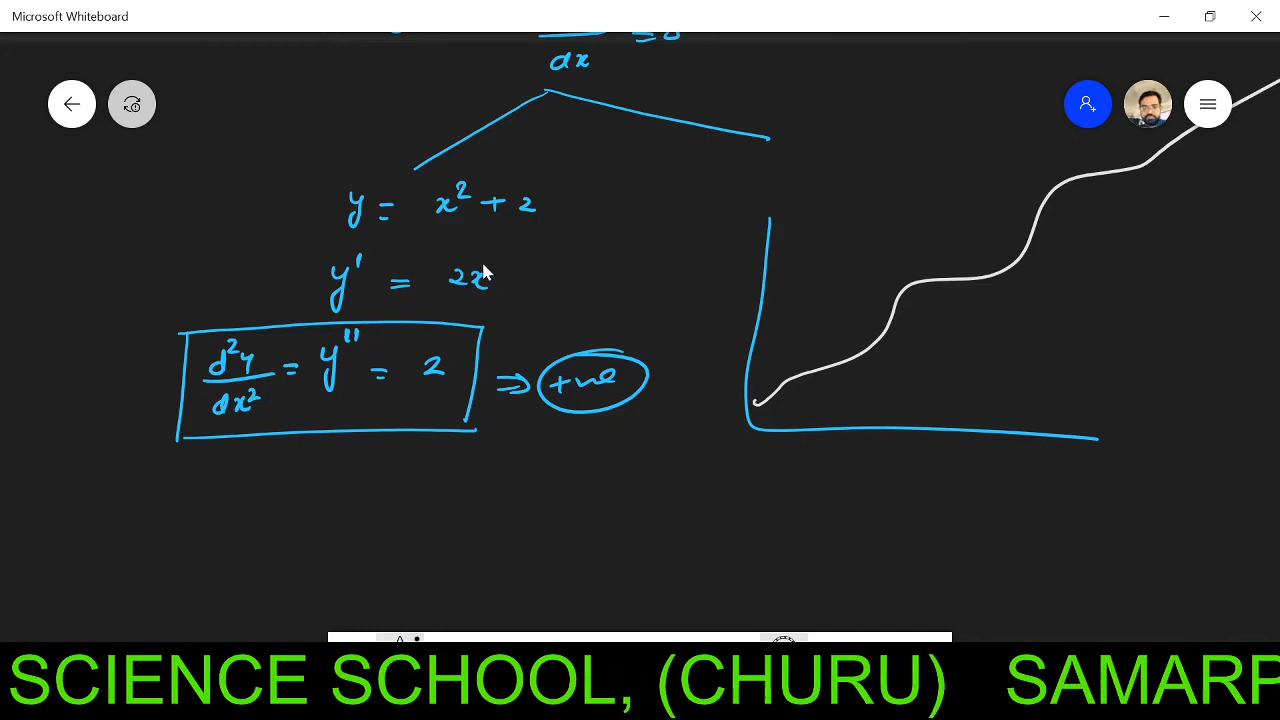 Microsoft Whiteboard
dx
y = x² + 2
y' = 2x
d²y/dx² = y'' = 2 ⇒ +ve
SCIENCE SCHOOL, (CHURU) SAMARP